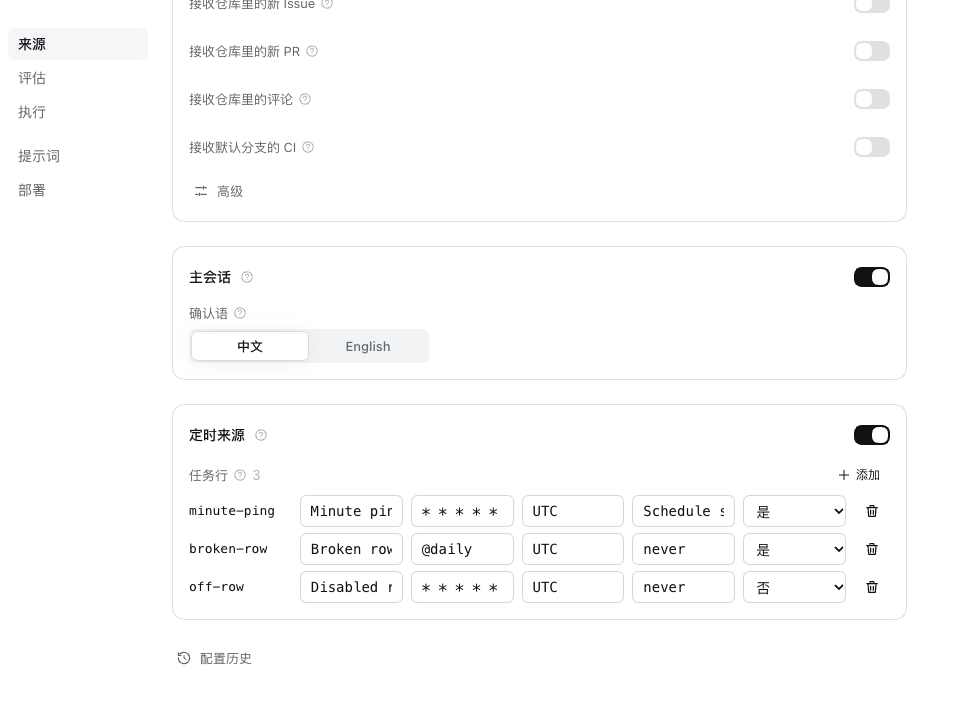 接收仓库里的新 Issue
来源
接收仓库里的新 PR
评估
接收仓库里的评论
执行
接收默认分支的 CI
提示词
部署
高级
主会话
确认语
中文 English
定时来源
任务行 3 添加
minute-ping Minute pin * * * * * UTC Schedule s 是
broken-row Broken row @daily UTC never 是
off-row Disabled r * * * * * UTC never 否
配置历史